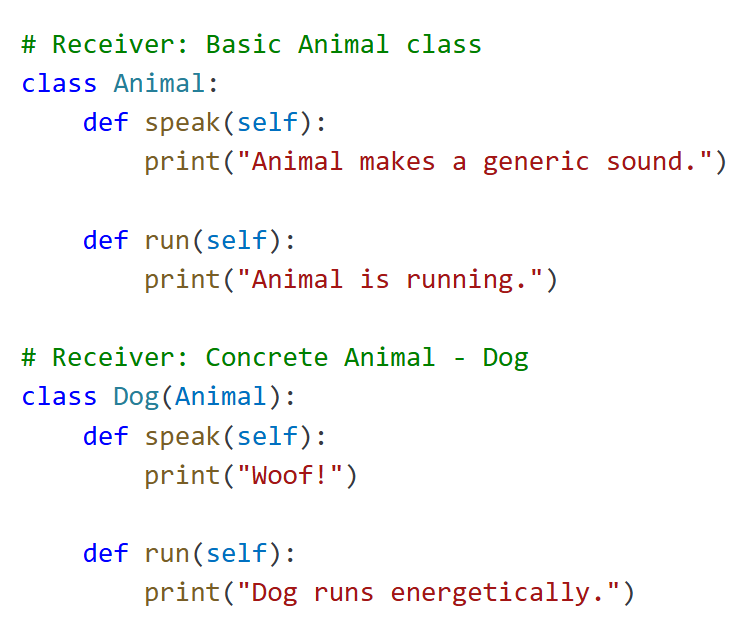 # Receiver: Basic Animal class
class Animal:
    def speak(self):
        print("Animal makes a generic sound.")

    def run(self):
        print("Animal is running.")

# Receiver: Concrete Animal - Dog
class Dog(Animal):
    def speak(self):
        print("Woof!")

    def run(self):
        print("Dog runs energetically.")